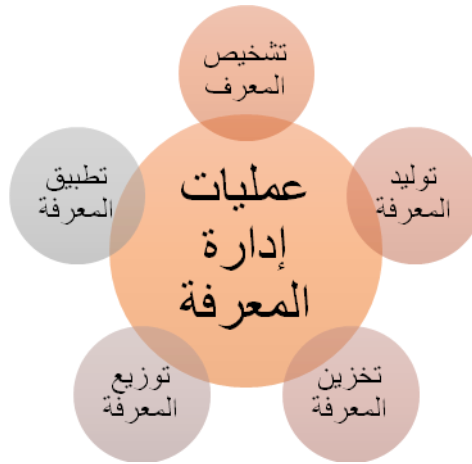 تشخيص
المعرف
توليد
المعرفة
تخزين
المعرفة
توزيع
المعرفة
تطبيق
المعرفة
عمليات
إدارة
المعرفة